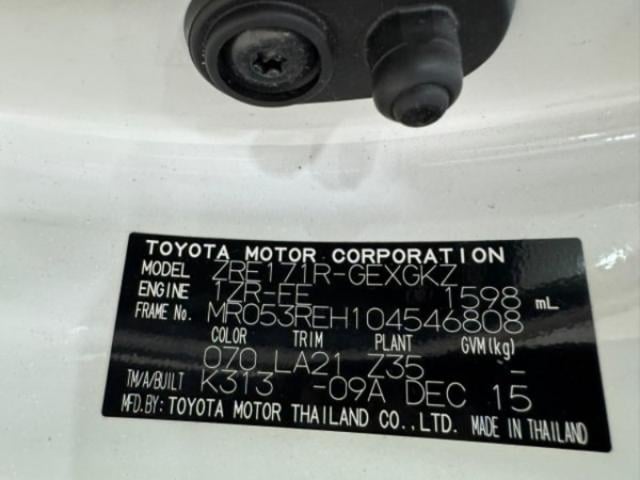 TOYOTA MOTOR CORPORATION
MODEL ZRE171R-GEXGKZ
ENGINE 1ZR-FE 1598 mL
FRAME No. MR053REH104546808
COLOR TRIM PLANT GVM(kg)
070 LA21 Z35 -
TM/A/BUILT K313 -09A DEC 15
MFD.BY: TOYOTA MOTOR THAILAND CO.,LTD. MADE IN THAILAND